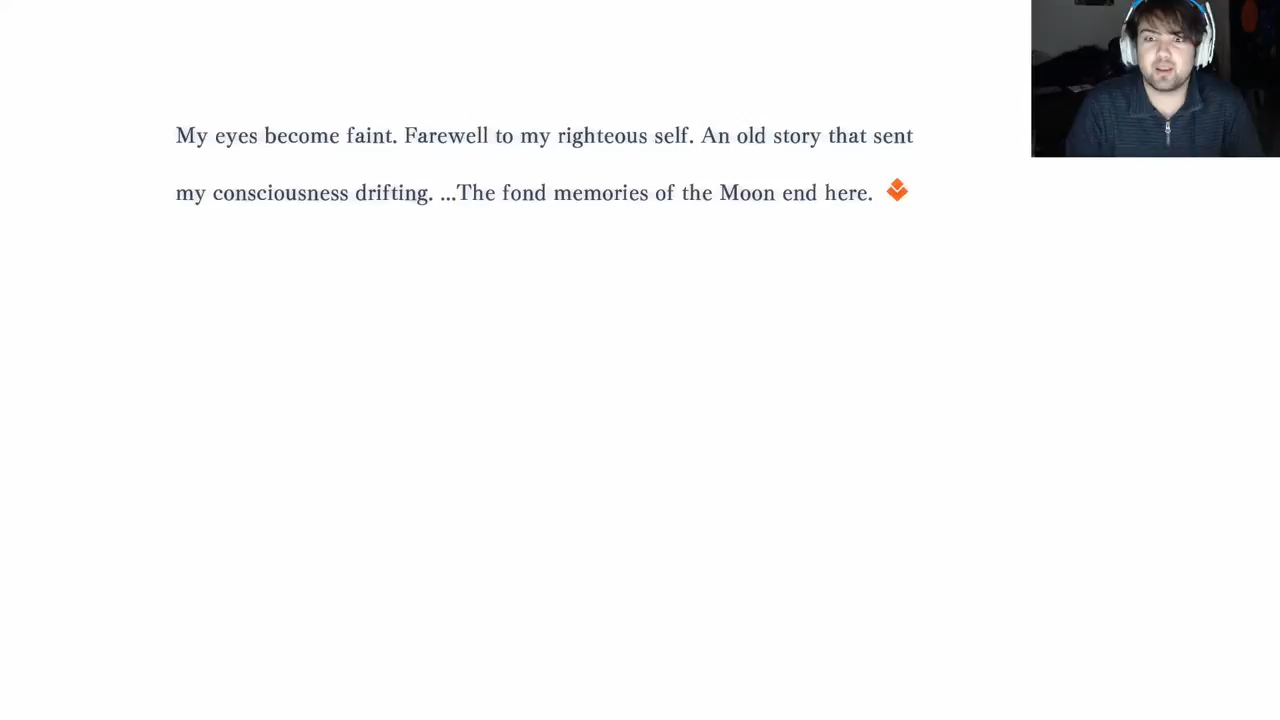 My eyes become faint. Farewell to my righteous self. An old story that sent
my consciousness drifting. ...The fond memories of the Moon end here.